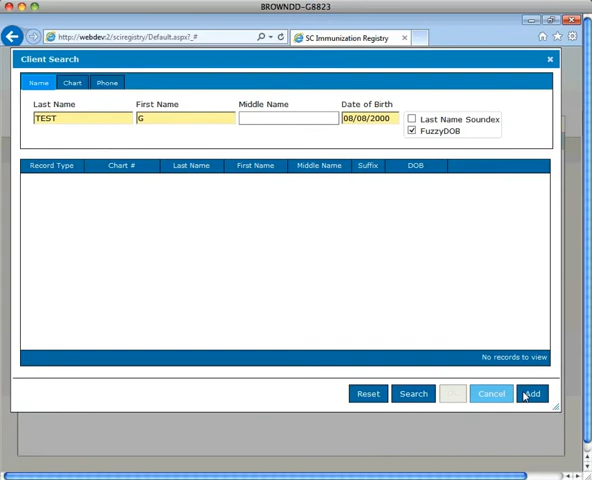 BROWNDD-G8823
http://webdev:2/sciregistry/Default.aspx?_#
SC Immunization Registry
Client Search
Name Chart Phone
Last Name First Name Middle Name Date of Birth
TEST G 08/08/2000
Last Name Soundex
FuzzyDOB
Record Type Chart # Last Name First Name Middle Name Suffix DOB
No records to view
Reset Search Cancel Add